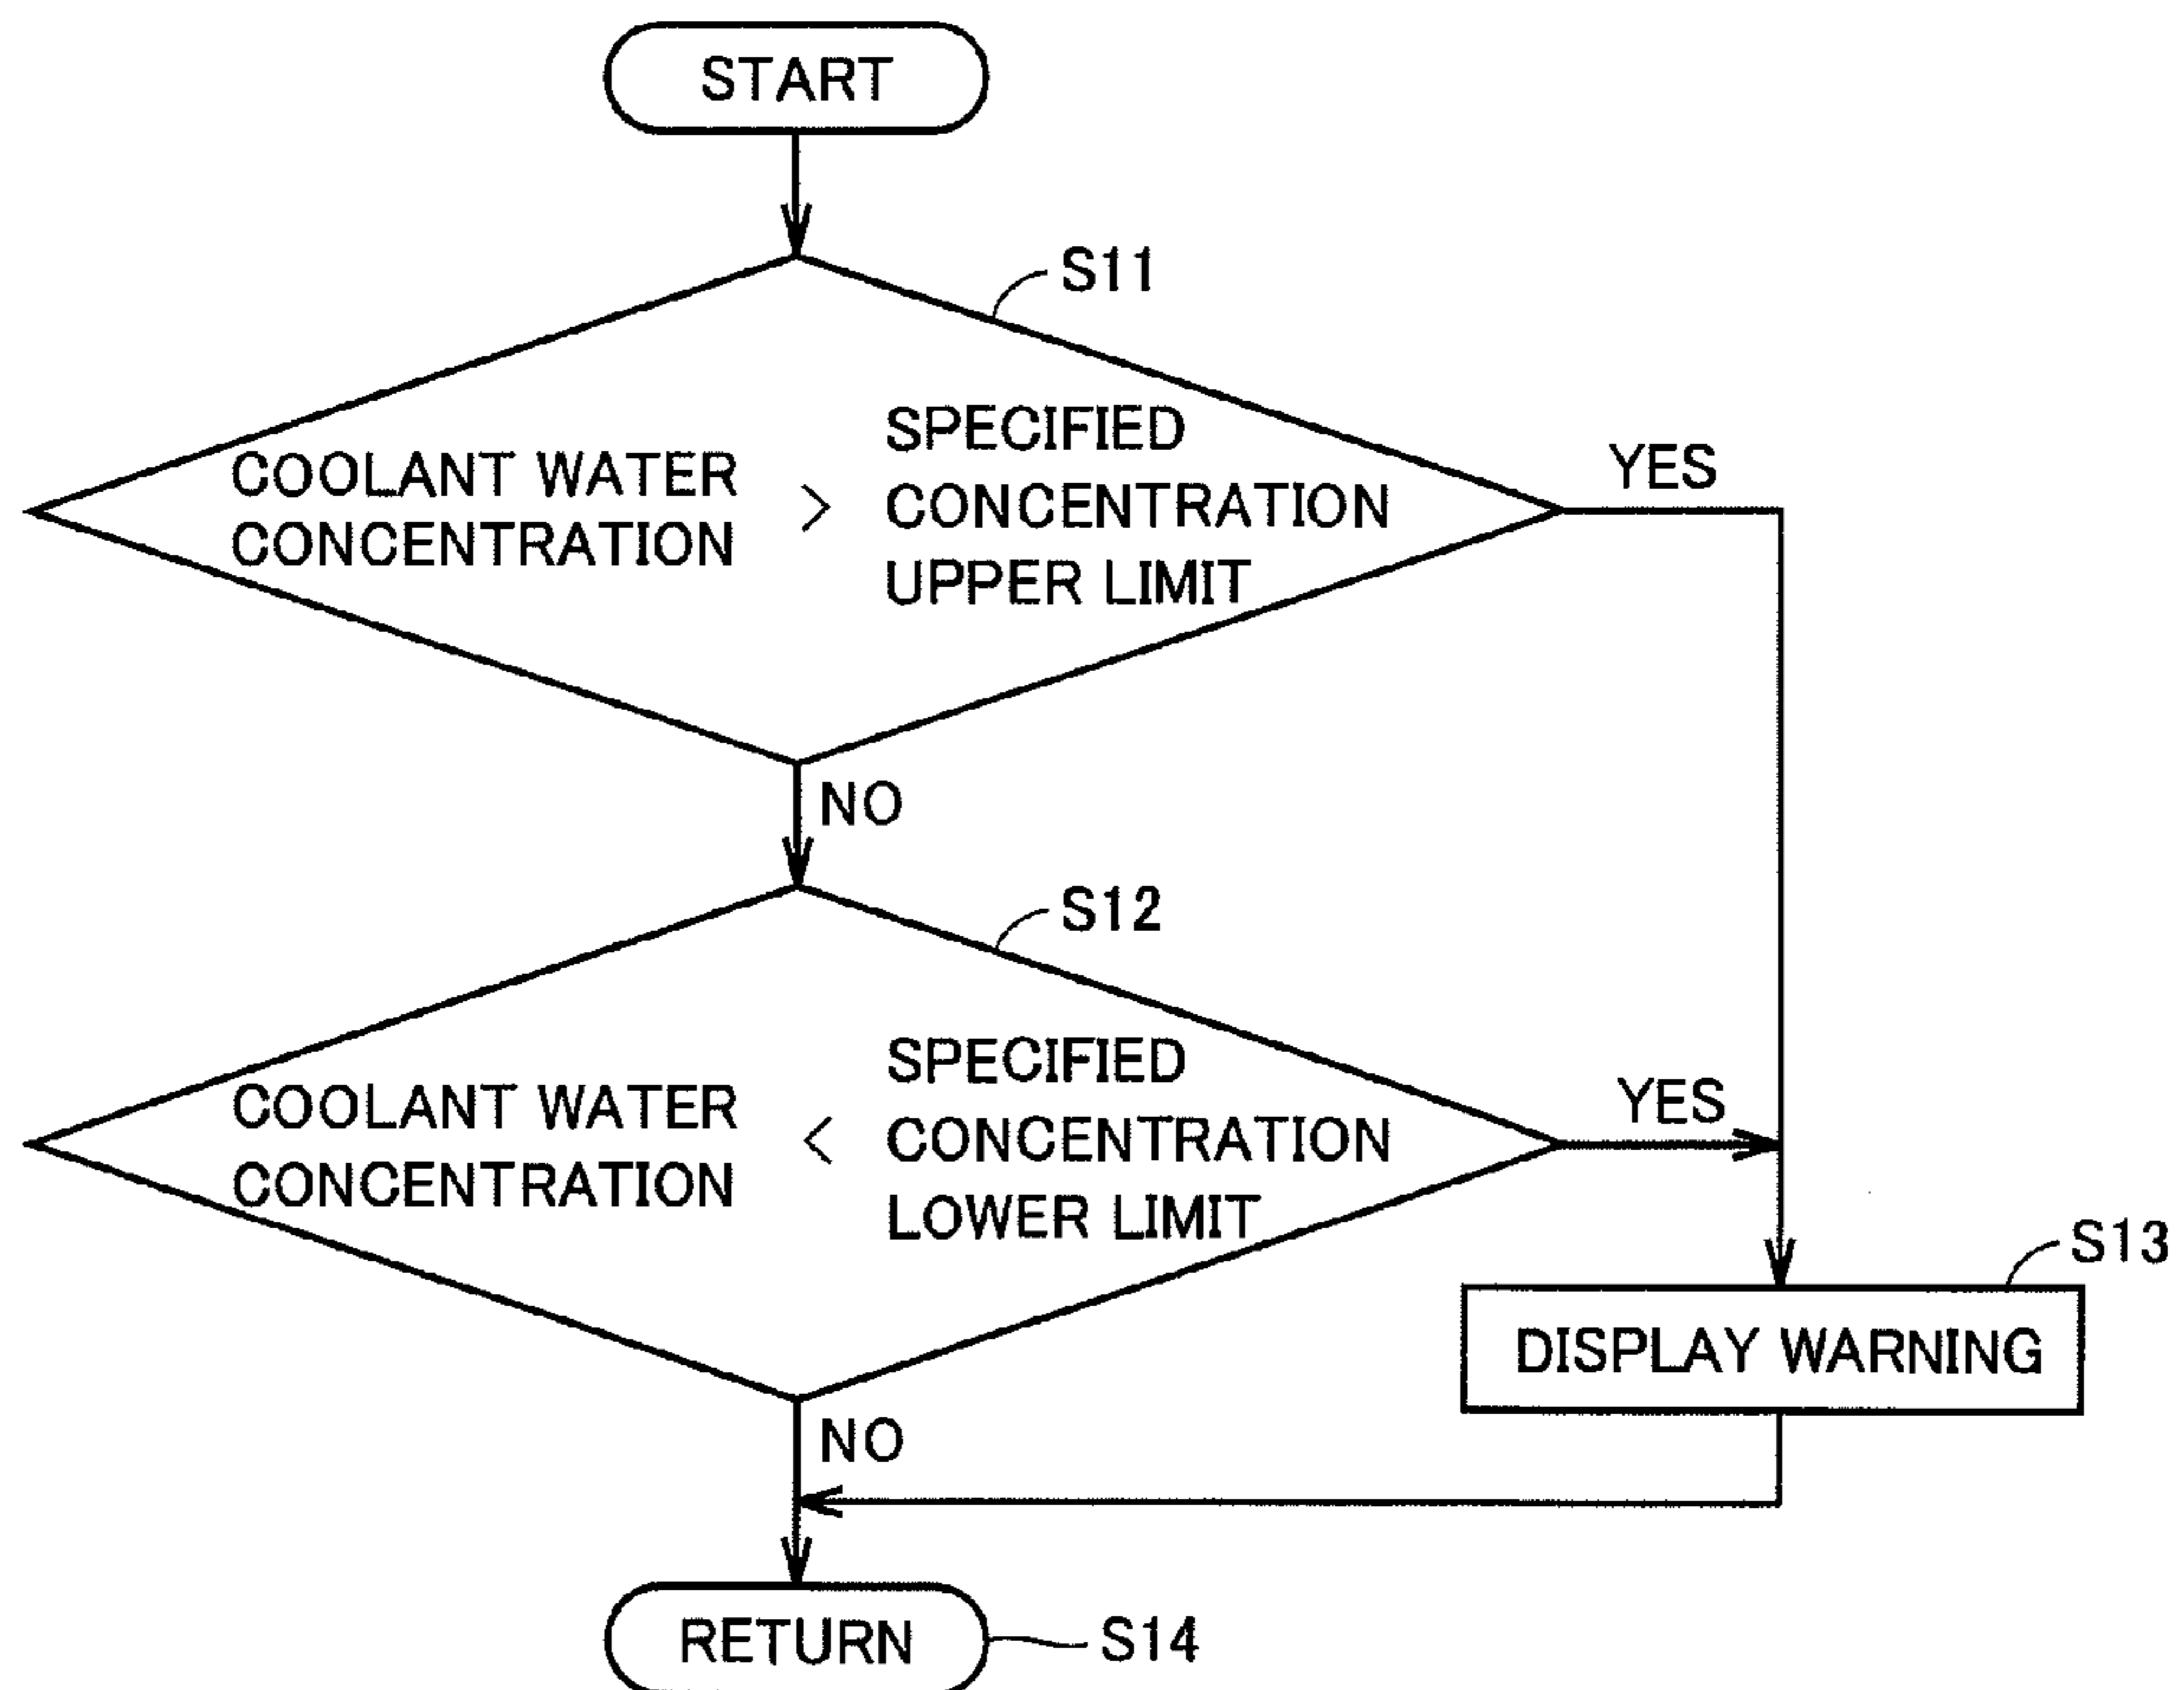 START
S11
COOLANT WATER
CONCENTRATION
>
SPECIFIED
CONCENTRATION
UPPER LIMIT
YES
NO
S12
COOLANT WATER
CONCENTRATION
<
SPECIFIED
CONCENTRATION
LOWER LIMIT
YES
S13
DISPLAY WARNING
NO
RETURN
S14